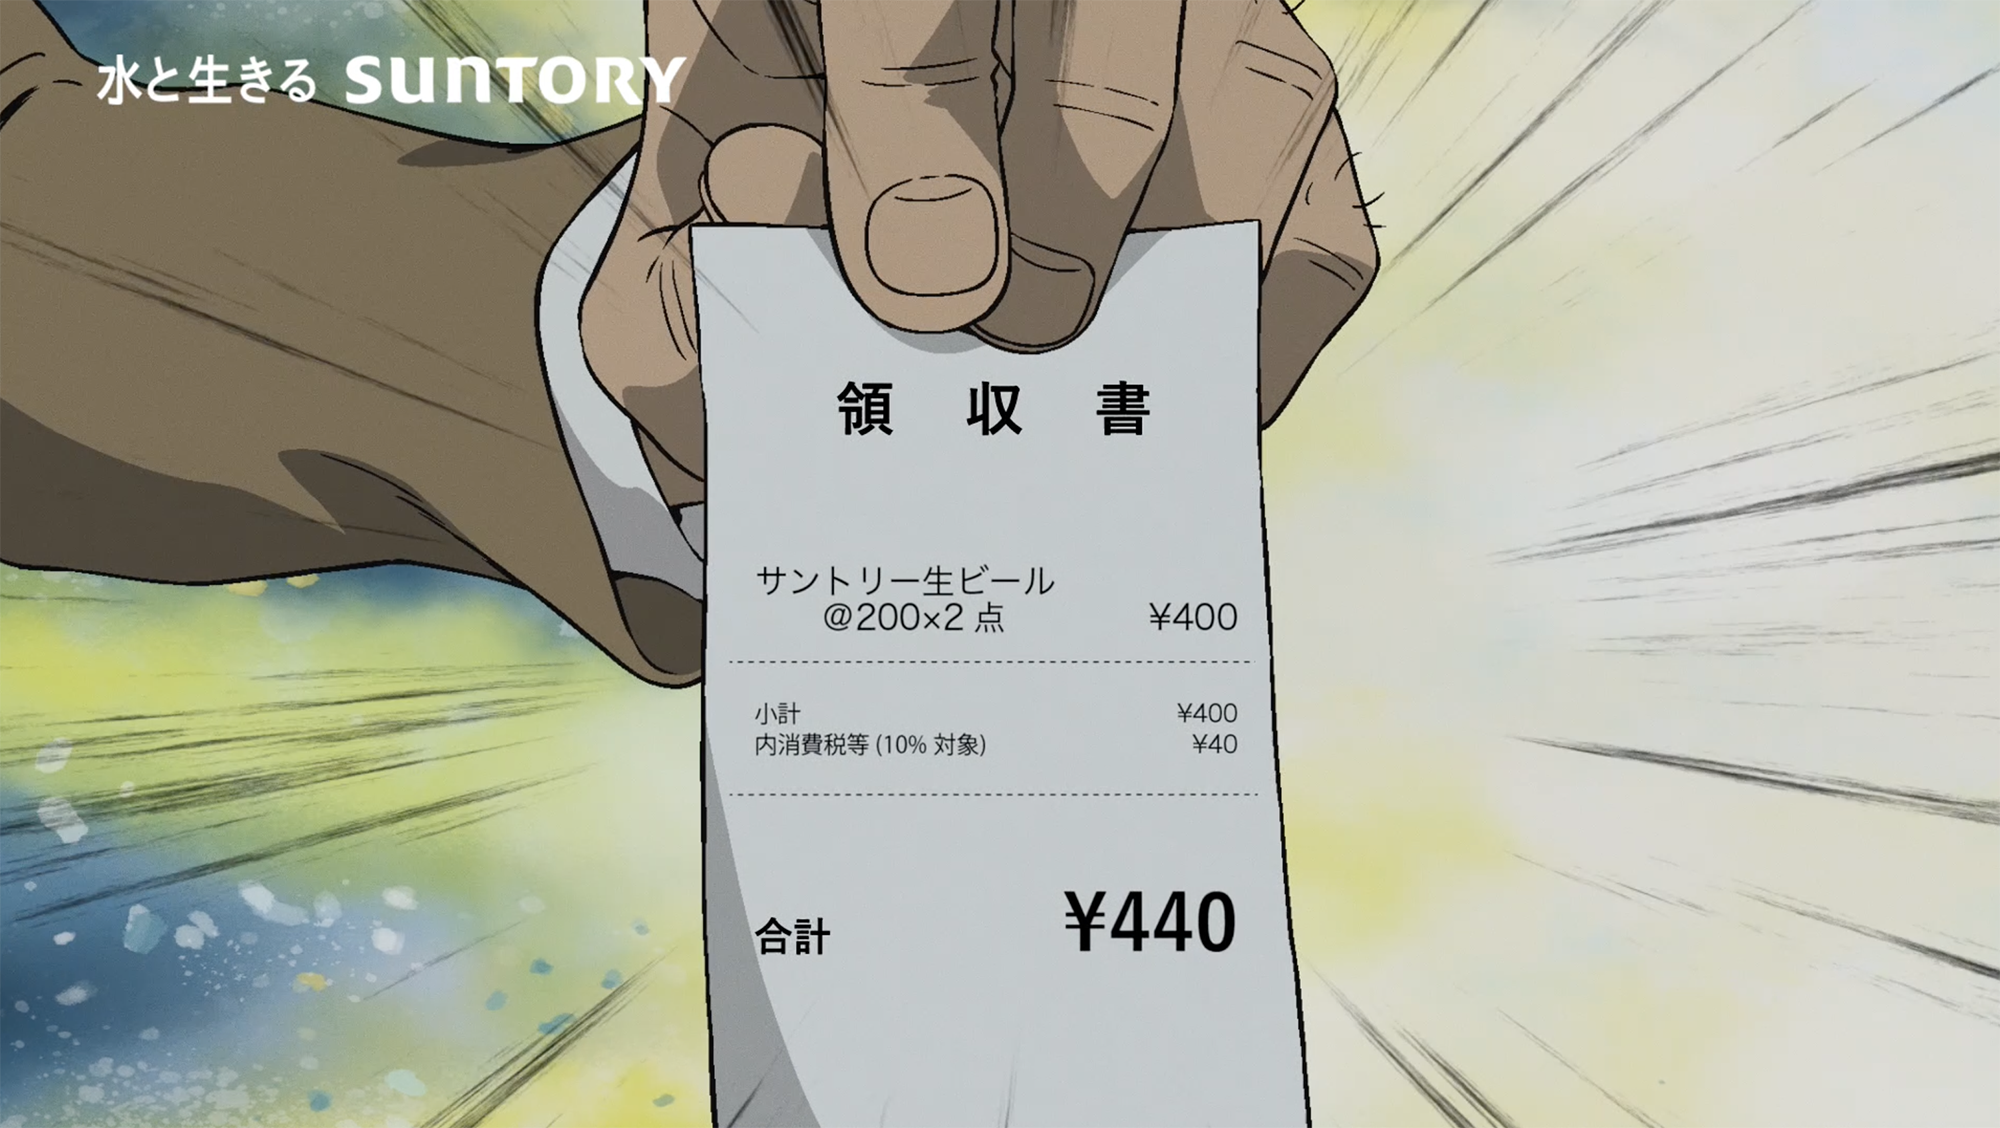 水と生きる SUNTORY
領 収 書
サントリー生ビール
@200×2 点 ¥400
小計 ¥400
内消費税等 (10% 対象) ¥40
合計 ¥440